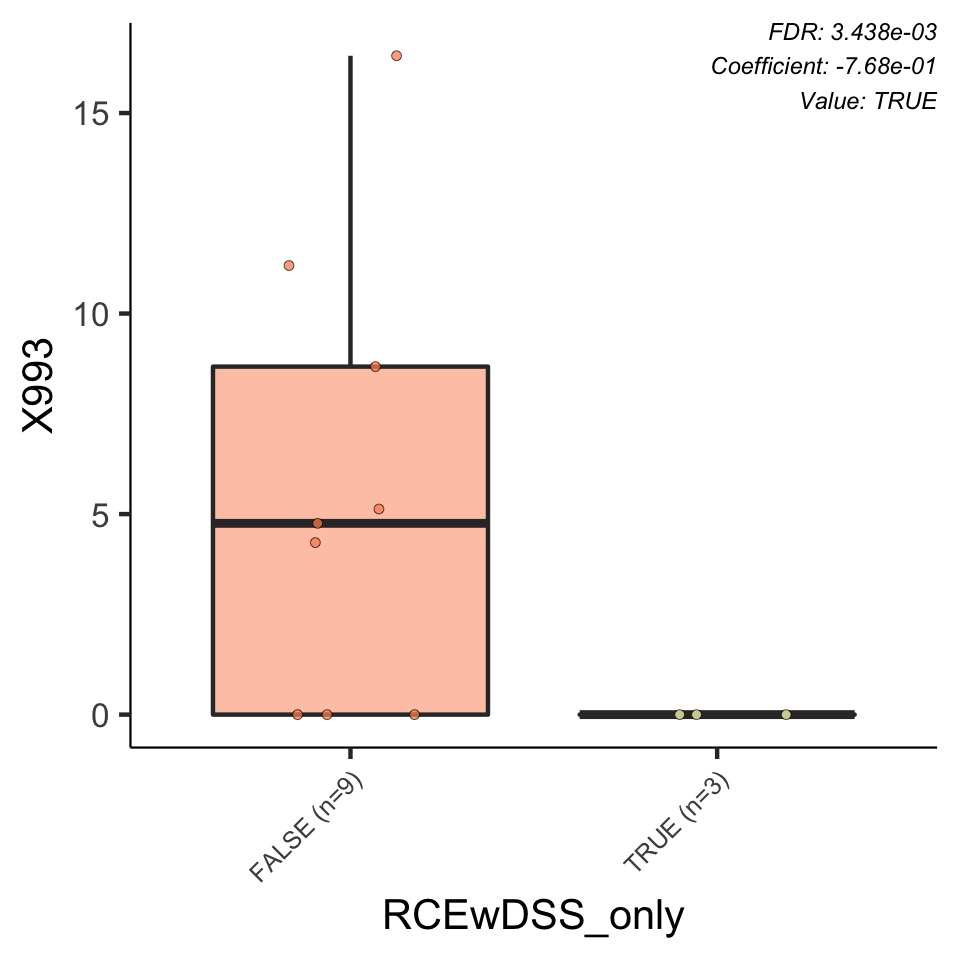 FDR: 3.438e-03
Coefficient: -7.68e-01
Value: TRUE
X993
15
10
5
0
FALSE (n=9)
TRUE (n=3)
RCEwDSS_only